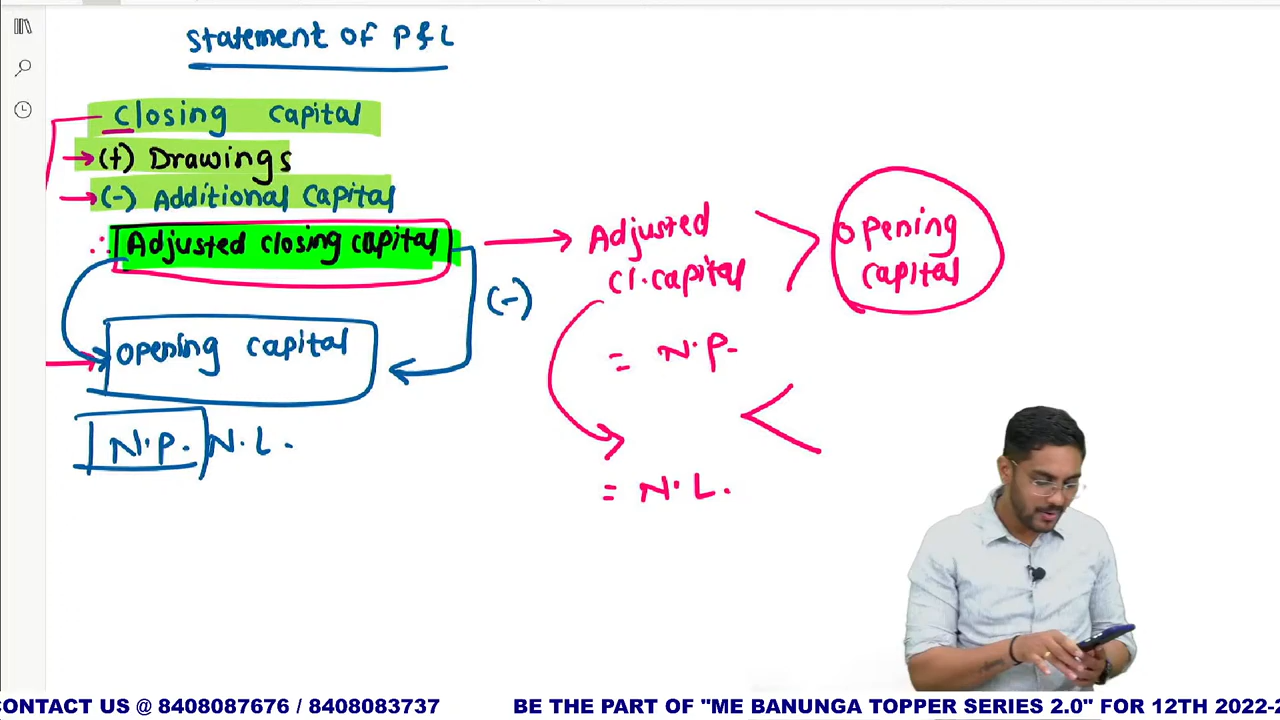 Statement OF P & L
Closing capital
(+) Drawings
(-) Additional Capital
∴ Adjusted closing capital
(-)
Opening capital
N.P. N.L.
Adjusted
cl. capital
>
Opening
capital
= N.P.
<
= N.L.
CONTACT US @ 8408087676 / 8408083737 BE THE PART OF "ME BANUNGA TOPPER SERIES 2.0" FOR 12TH 2022-2